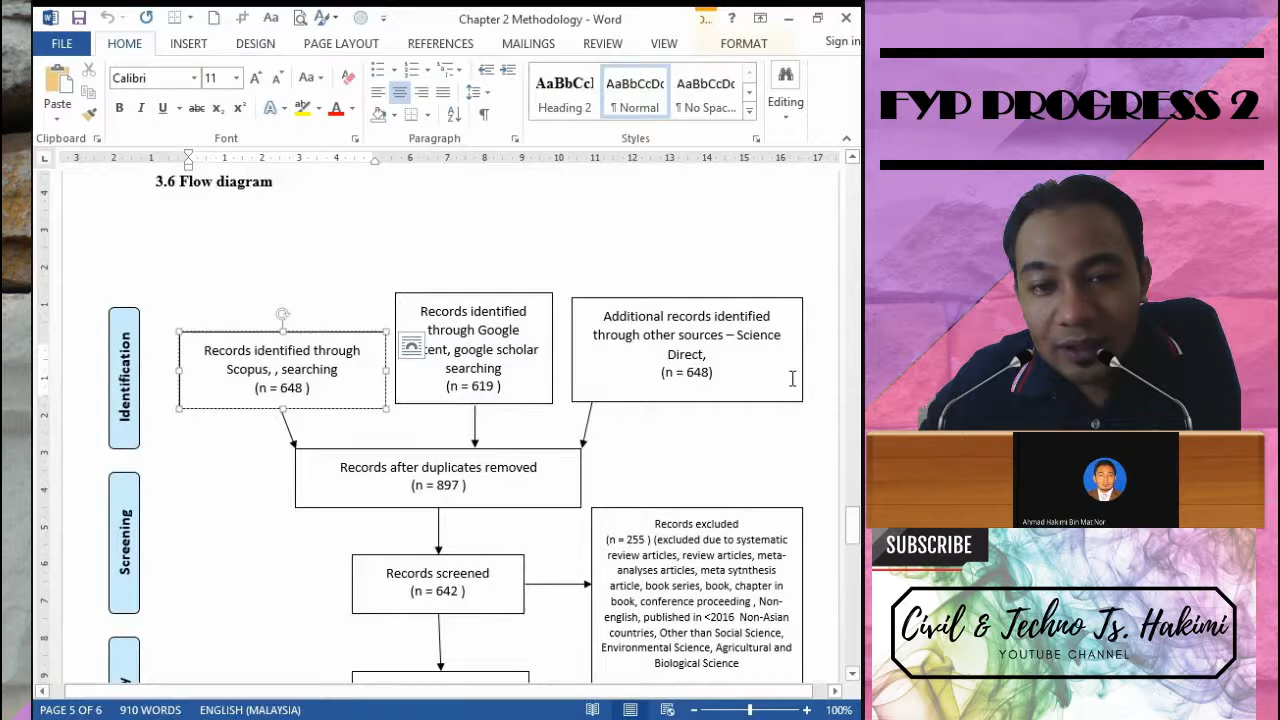 Chapter 2 Methodology - Word
FILE
HOME
INSERT
DESIGN
PAGE LAYOUT
REFERENCES
MAILINGS
REVIEW
VIEW
FORMAT
Sign in
Paste
Clipboard
Calibri
11
Font
Paragraph
AaBbCcl
Heading 2
AaBbCcDc
¶ Normal
AaBbCcDc
¶ No Spac...
Styles
Editing
FYP PROGRESS 2
3.6 Flow diagram
Identification
Records identified through
Scopus, , searching
(n = 648 )
Records identified
through Google
cent, google scholar
searching
(n = 619 )
Additional records identified
through other sources – Science
Direct,
(n = 648)
Records after duplicates removed
(n = 897 )
Screening
Records screened
(n = 642 )
Records excluded
(n = 255 ) (excluded due to systematic
review articles, review articles, meta-
analyses articles, meta sytnthesis
article, book series, book, chapter in
book, conference proceeding , Non-
english, published in <2016 Non-Asian
countries, Other than Social Science,
Environmental Science, Agricultural and
Biological Science
PAGE 5 OF 6
910 WORDS
ENGLISH (MALAYSIA)
100%
Ahmad Hakimi Bin Mat Nor
SUBSCRIBE
Civil & Techno Ts. Hakimi
YOUTUBE CHANNEL